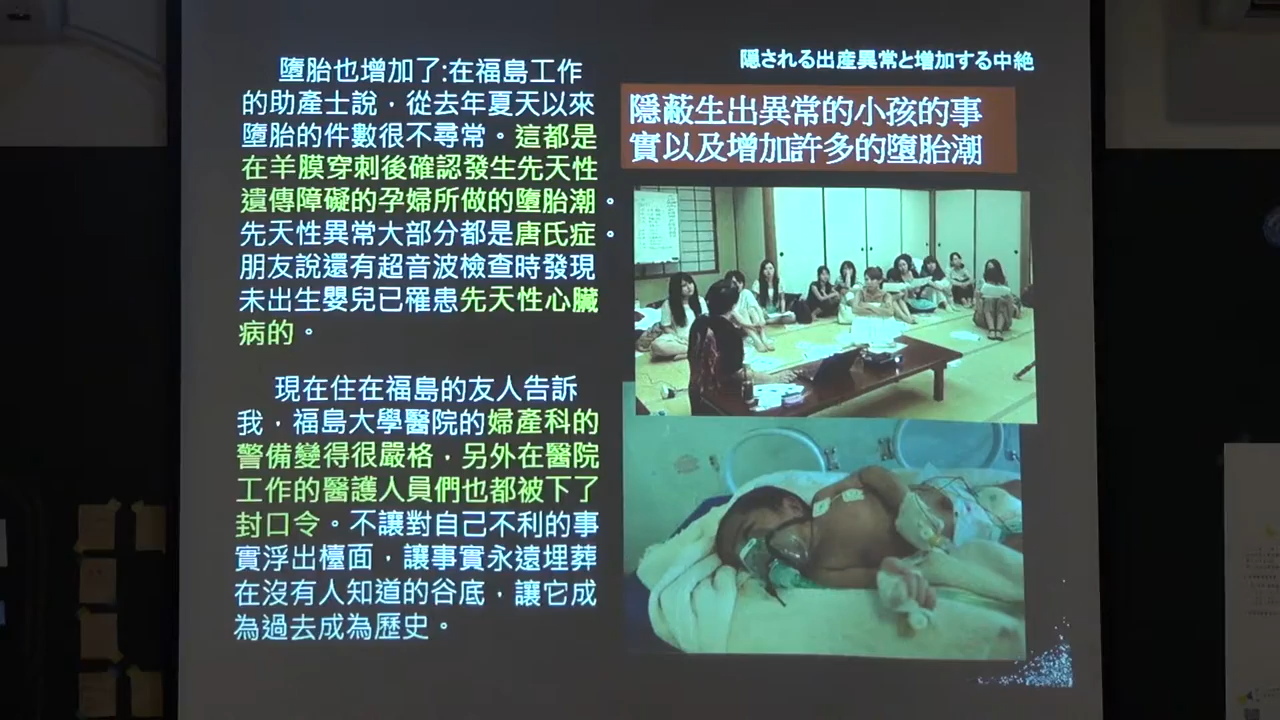 墮胎也增加了:在福島工作
的助產士說，從去年夏天以來
墮胎的件數很不尋常。這都是
在羊膜穿刺後確認發生先天性
遺傳障礙的孕婦所做的墮胎潮。
先天性異常大部分都是唐氏症。
朋友說還有超音波檢查時發現
未出生嬰兒已罹患先天性心臟
病的。
現在住在福島的友人告訴
我，福島大學醫院的婦產科的
警備變得很嚴格，另外在醫院
工作的醫護人員們也都被下了
封口令。不讓對自己不利的事
實浮出檯面，讓事實永遠埋葬
在沒有人知道的谷底，讓它成
為過去成為歷史。
隠される出産異常と増加する中絶
隱蔽生出異常的小孩的事
實以及增加許多的墮胎潮